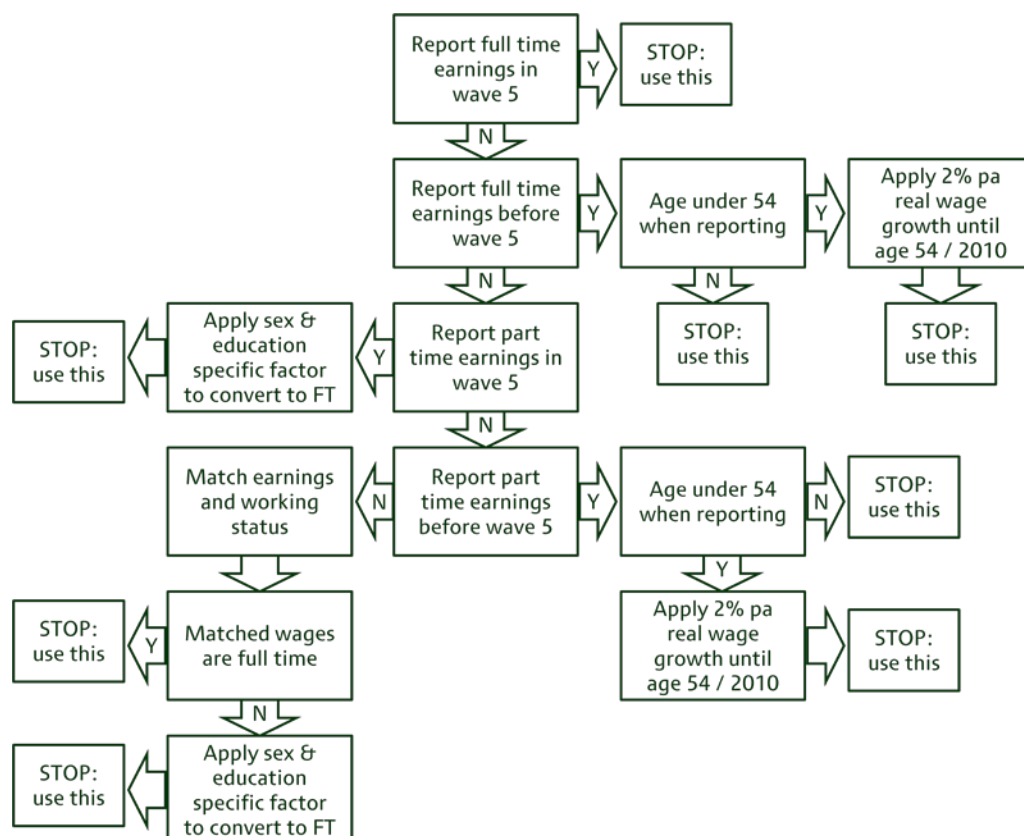 Report full time
earnings in
wave 5
Y
STOP:
use this
N
Report full time
earnings before
wave 5
Y
Age under 54
when reporting
Y
Apply 2% pa
real wage
growth until
age 54 / 2010
N
N
STOP:
use this
Apply sex &
education
specific factor
to convert to FT
Y
Report part
time earnings in
wave 5
STOP:
use this
STOP:
use this
N
Match earnings
and working
status
N
Report part
time earnings
before wave 5
Y
Age under 54
when reporting
N
STOP:
use this
Y
STOP:
use this
Y
Matched wages
are full time
Apply 2% pa
real wage
growth until
age 54 / 2010
STOP:
use this
N
STOP:
use this
Apply sex &
education
specific factor
to convert to FT